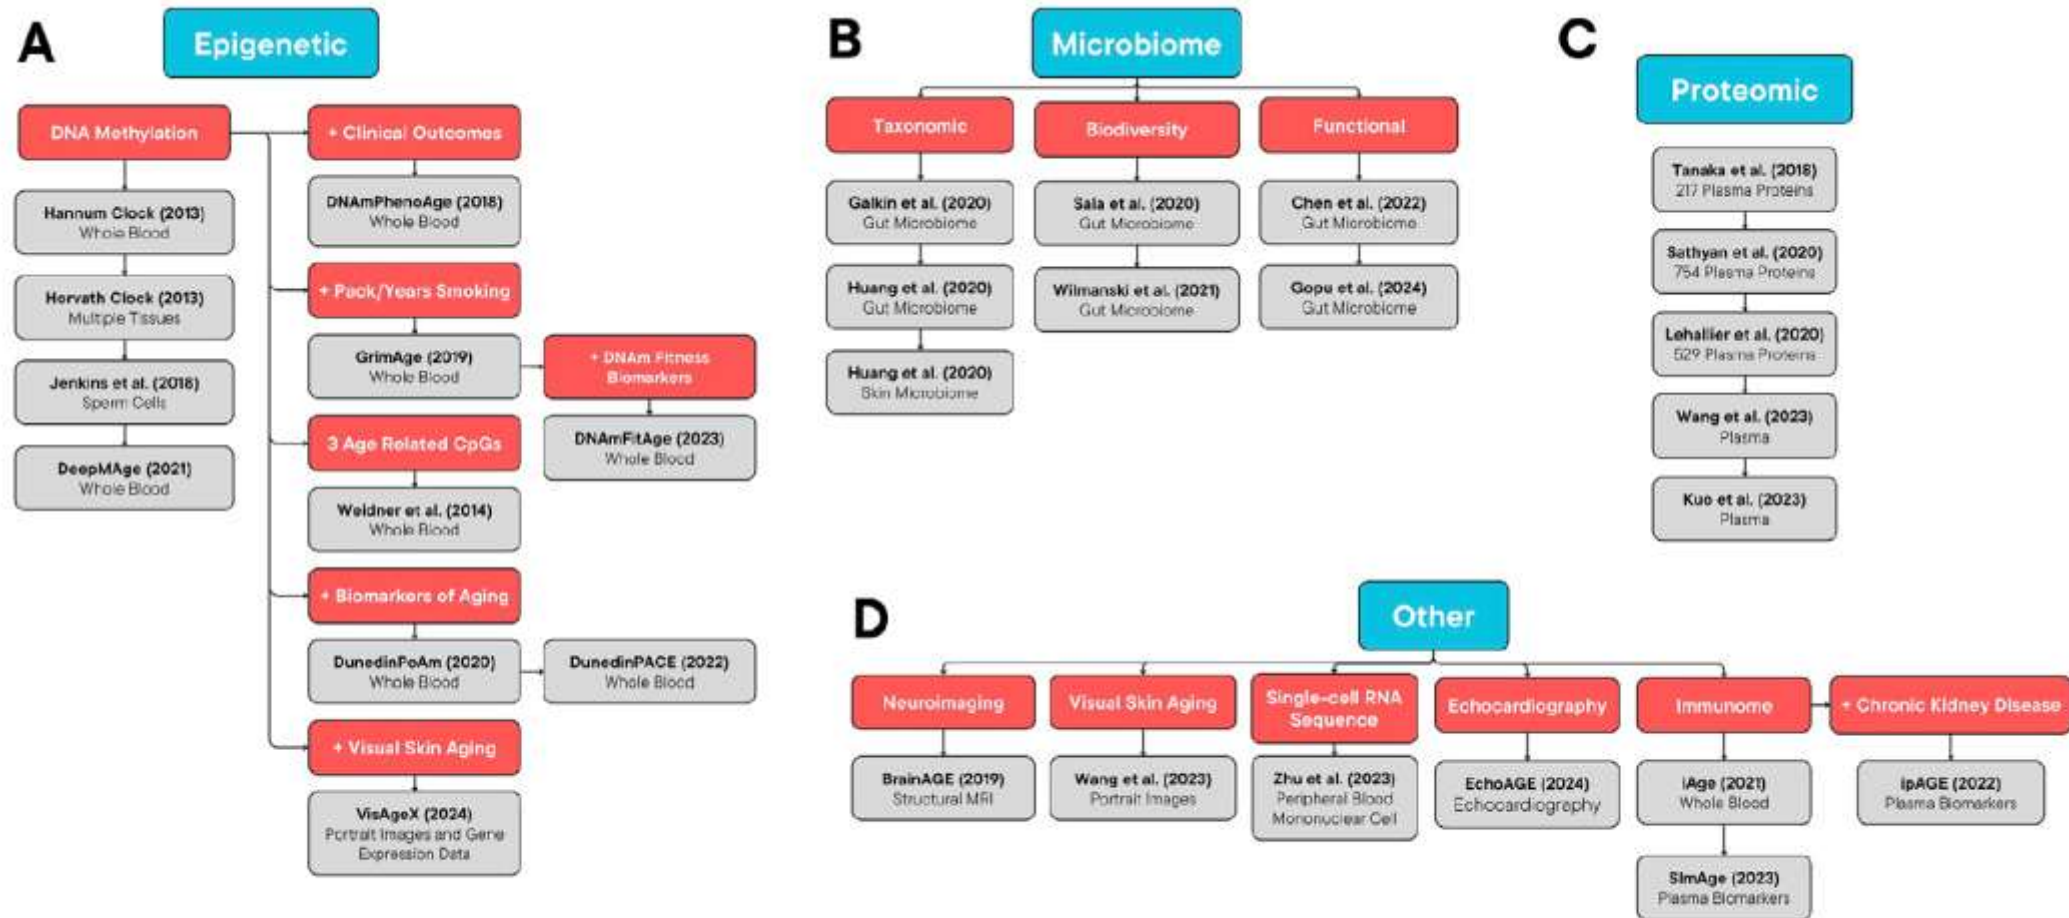 A
Epigenetic
DNA Methylation
Hannum Clock (2013)
Whole Blood
Horvath Clock (2013)
Multiple Tissues
Jenkins et al. (2018)
Sperm Cells
DeepMAge (2021)
Whole Blood
+ Clinical Outcomes
DNAmPhenoAge (2018)
Whole Blood
+ Pack/Years Smoking
GrimAge (2019)
Whole Blood
+ DNAm Fitness
Biomarkers
DNAmFitAge (2023)
Whole Blood
3 Age Related CpGs
Weidner et al. (2014)
Whole Blood
+ Biomarkers of Aging
DunedinPoAm (2020)
Whole Blood
DunedinPACE (2022)
Whole Blood
+ Visual Skin Aging
VisAgeX (2024)
Portrait Images and Gene
Expression Data
B
Microbiome
Taxonomic
Galkin et al. (2020)
Gut Microbiome
Huang et al. (2020)
Gut Microbiome
Huang et al. (2020)
Skin Microbiome
Biodiversity
Sala et al. (2020)
Gut Microbiome
Wilmanski et al. (2021)
Gut Microbiome
Functional
Chen et al. (2022)
Gut Microbiome
Gopu et al. (2024)
Gut Microbiome
C
Proteomic
Tanaka et al. (2018)
217 Plasma Proteins
Sathyan et al. (2020)
754 Plasma Proteins
Lehallier et al. (2020)
529 Plasma Proteins
Wang et al. (2023)
Plasma
Kuo et al. (2023)
Plasma
D
Other
Neuroimaging
BrainAGE (2019)
Structural MRI
Visual Skin Aging
Wang et al. (2023)
Portrait Images
Single-cell RNA
Sequence
Zhu et al. (2023)
Peripheral Blood
Mononuclear Cell
Echocardiography
EchoAGE (2024)
Echocardiography
Immunome
iAge (2021)
Whole Blood
SImAge (2023)
Plasma Biomarkers
+ Chronic Kidney Disease
ipAGE (2022)
Plasma Biomarkers